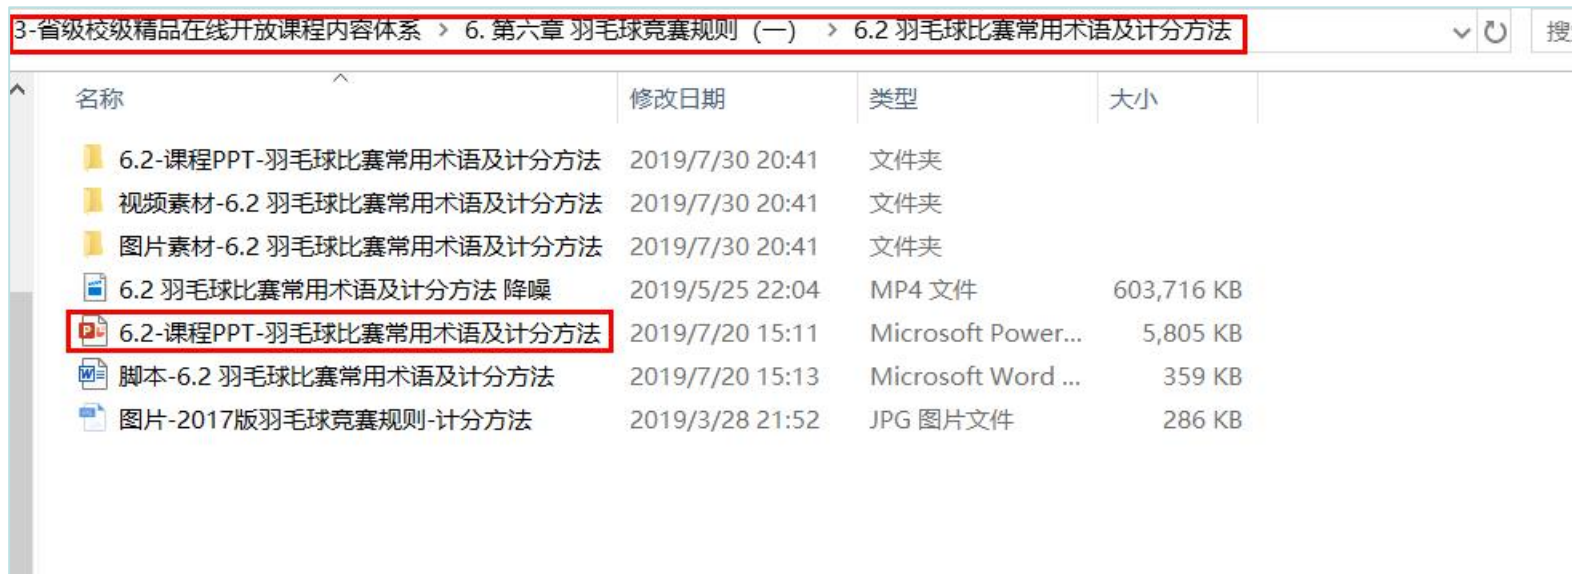 3-省级校级精品在线开放课程内容体系 > 6. 第六章 羽毛球竞赛规则 (一) > 6.2 羽毛球比赛常用术语及计分方法
名称 修改日期 类型 大小
6.2-课程PPT-羽毛球比赛常用术语及计分方法 2019/7/30 20:41 文件夹
视频素材-6.2 羽毛球比赛常用术语及计分方法 2019/7/30 20:41 文件夹
图片素材-6.2 羽毛球比赛常用术语及计分方法 2019/7/30 20:41 文件夹
6.2 羽毛球比赛常用术语及计分方法 降噪 2019/5/25 22:04 MP4 文件 603,716 KB
6.2-课程PPT-羽毛球比赛常用术语及计分方法 2019/7/20 15:11 Microsoft Power... 5,805 KB
脚本-6.2 羽毛球比赛常用术语及计分方法 2019/7/20 15:13 Microsoft Word ... 359 KB
图片-2017版羽毛球竞赛规则-计分方法 2019/3/28 21:52 JPG 图片文件 286 KB